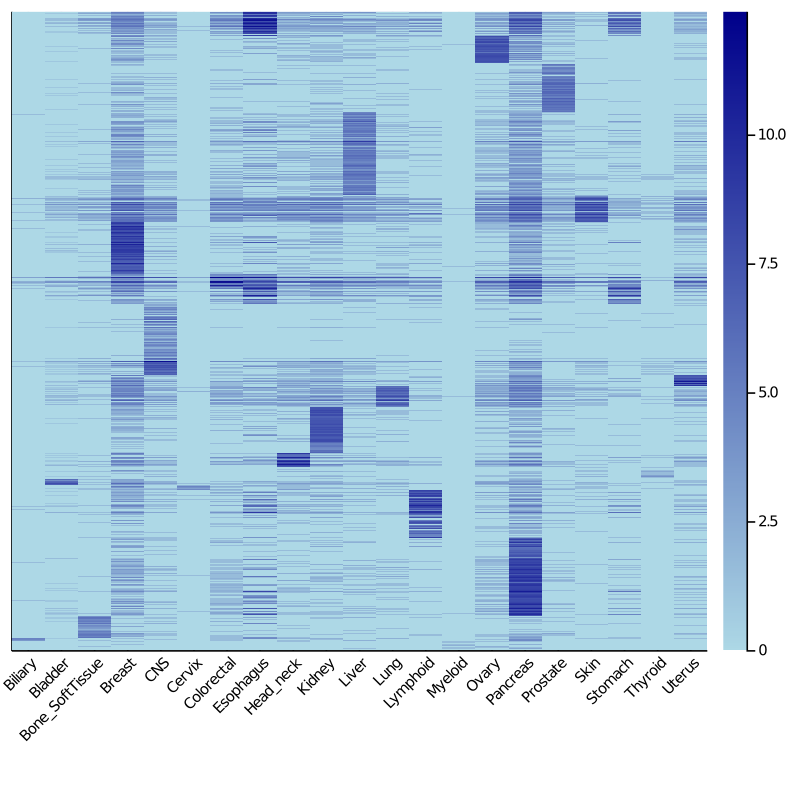 10.0
7.5
5.0
2.5
0
Biliary
Bladder
Bone_SoftTissue
Breast
CNS
Cervix
Colorectal
Esophagus
Head_neck
Kidney
Liver
Lung
Lymphoid
Myeloid
Ovary
Pancreas
Prostate
Skin
Stomach
Thyroid
Uterus